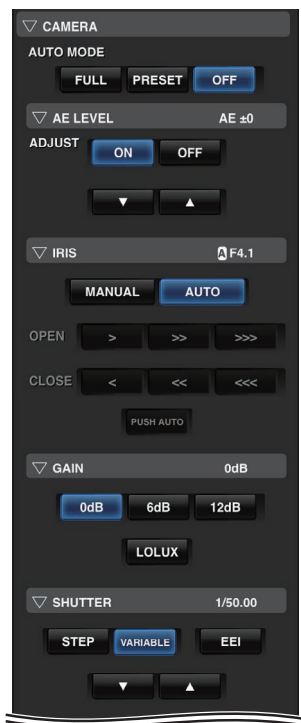 ▽ CAMERA
AUTO MODE
FULL PRESET OFF
▽ AE LEVEL AE ±0
ADJUST ON OFF
▼ ▲
▽ IRIS A F4.1
MANUAL AUTO
OPEN > >> >>>
CLOSE < << <<<
PUSH AUTO
▽ GAIN 0dB
0dB 6dB 12dB
LOLUX
▽ SHUTTER 1/50.00
STEP VARIABLE EEI
▼ ▲